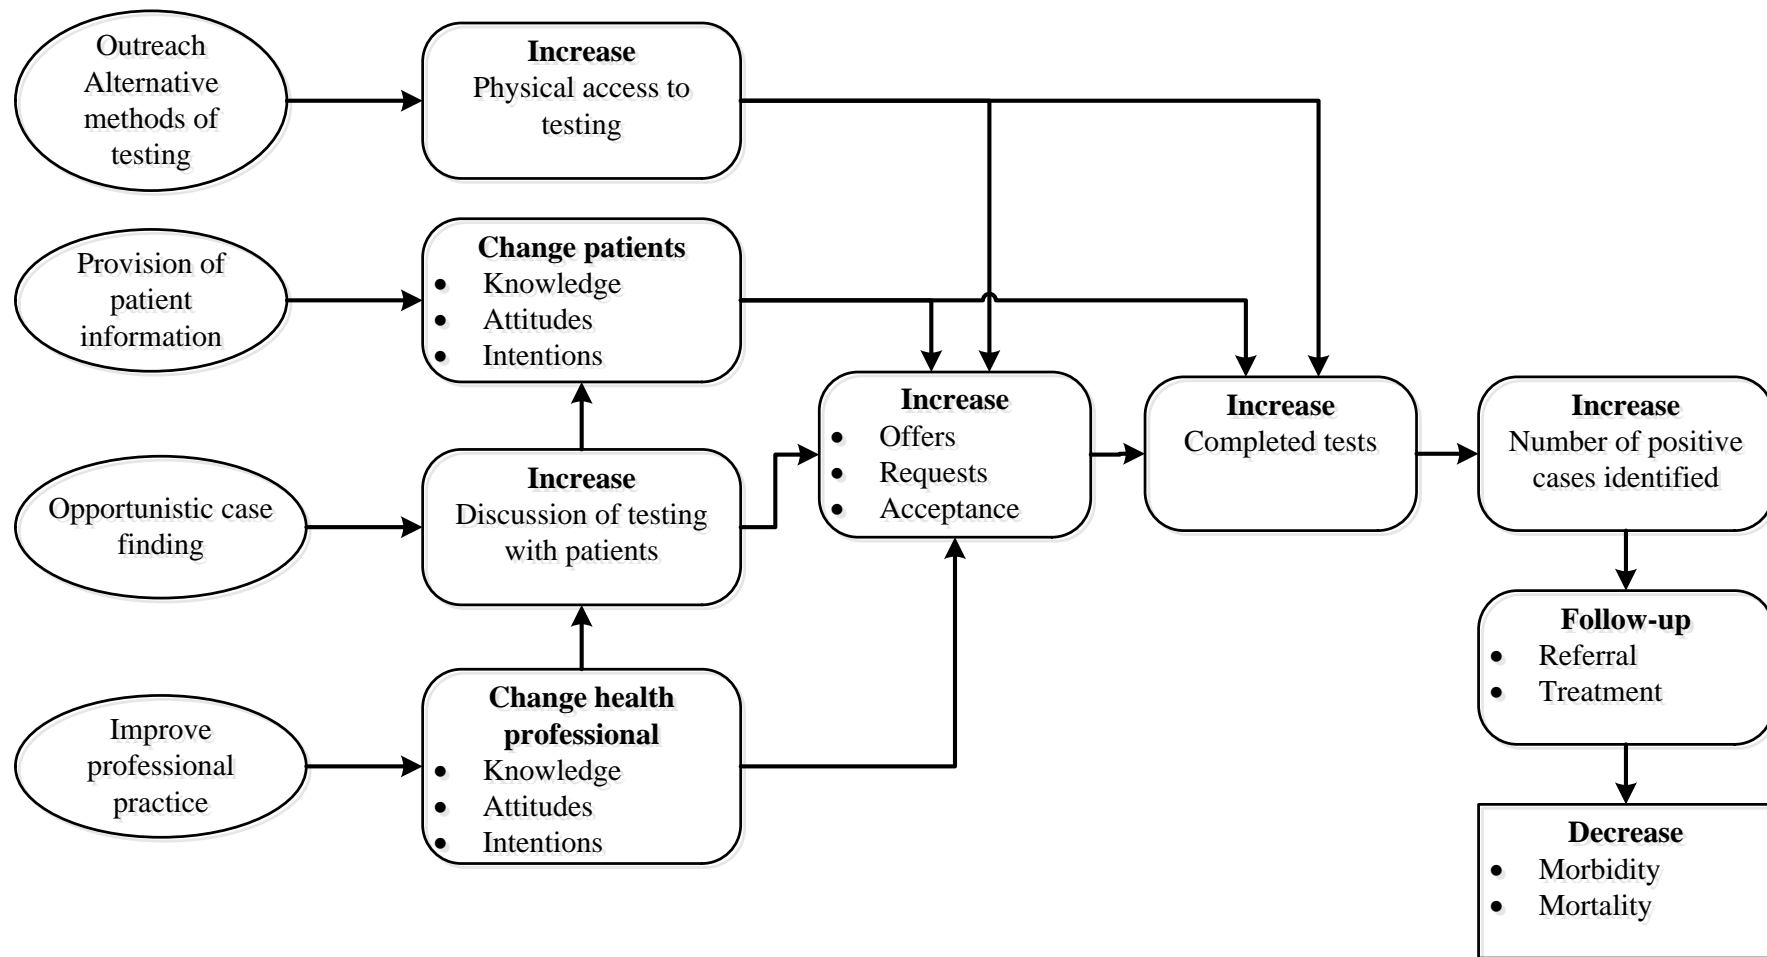 Outreach
Alternative
methods of
testing
Increase
Physical access to
testing
Provision of
patient
information
Change patients
• Knowledge
• Attitudes
• Intentions
Opportunistic case
finding
Increase
Discussion of testing
with patients
Improve
professional
practice
Change health
professional
• Knowledge
• Attitudes
• Intentions
Increase
• Offers
• Requests
• Acceptance
Increase
Completed tests
Increase
Number of positive
cases identified
Follow-up
• Referral
• Treatment
Decrease
• Morbidity
• Mortality